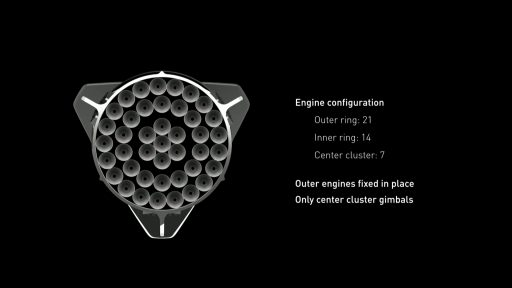 Engine configuration
Outer ring: 21
Inner ring: 14
Center cluster: 7
Outer engines fixed in place
Only center cluster gimbals